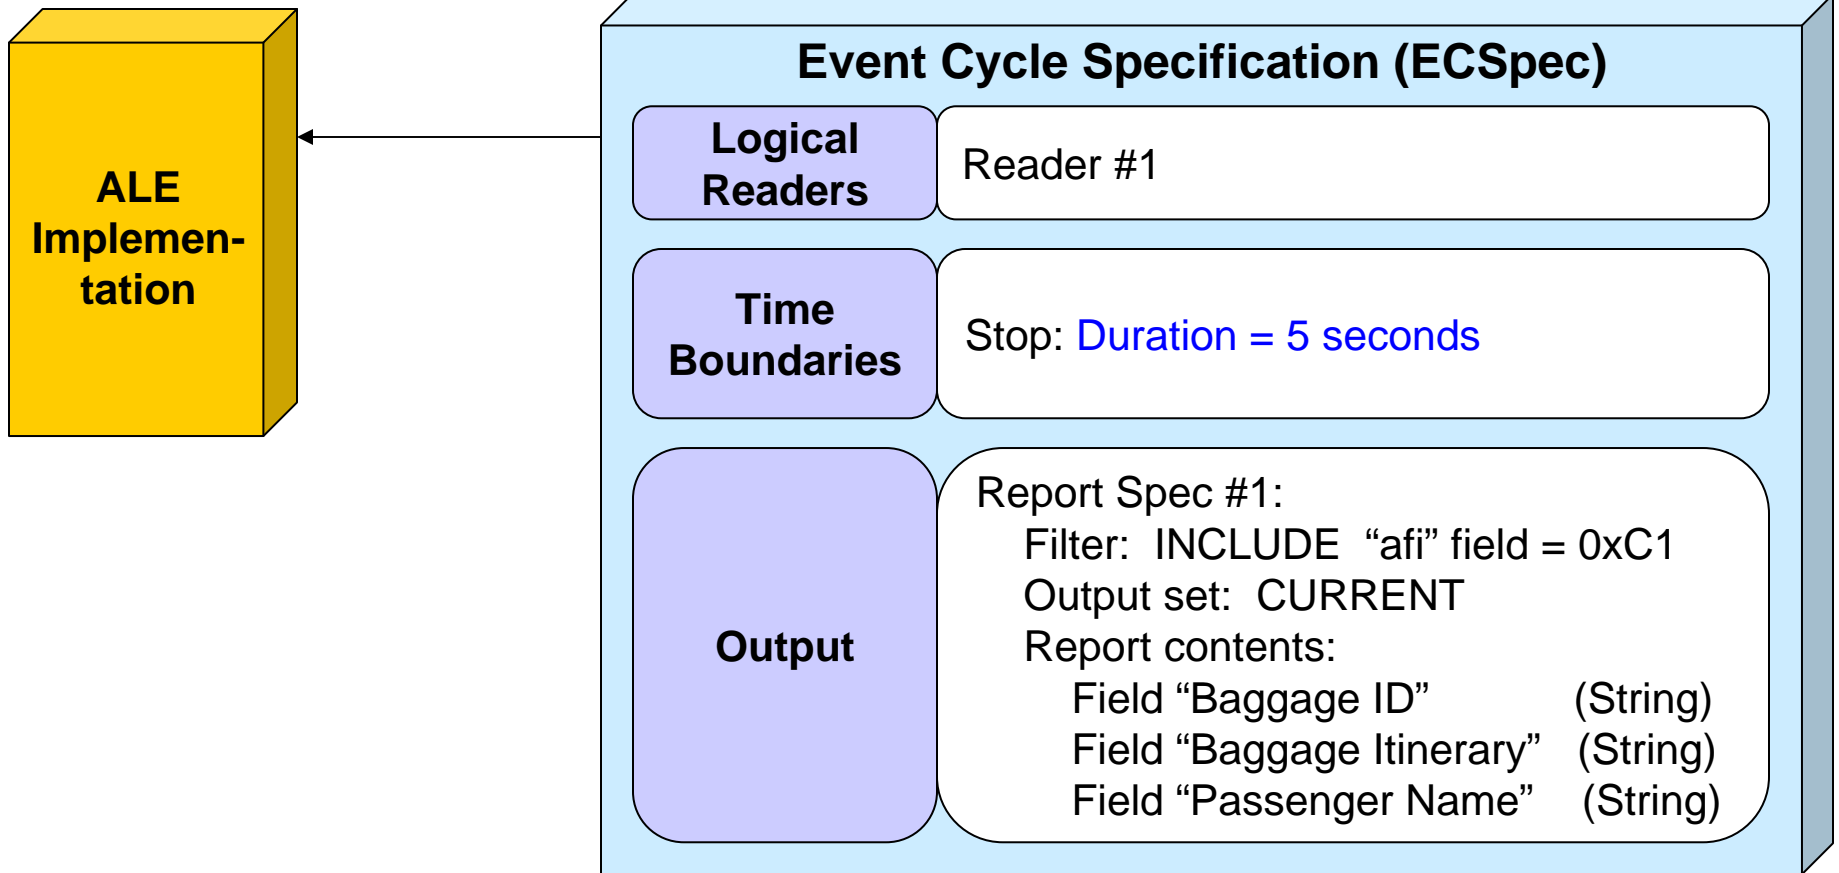 ALE
Implemen-
tation
Event Cycle Specification (ECSpec)
Logical
Readers
Reader #1
Time
Boundaries
Stop: Duration = 5 seconds
Output
Report Spec #1:
Filter: INCLUDE “afi” field = 0xC1
Output set: CURRENT
Report contents:
Field “Baggage ID” (String)
Field “Baggage Itinerary” (String)
Field “Passenger Name” (String)